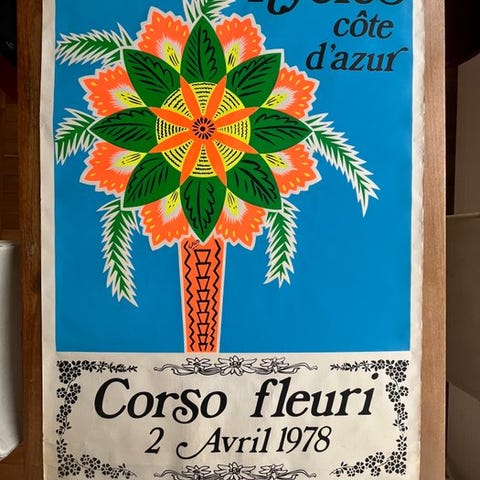 côte
d'azur
Corso fleuri
2 Avril 1978